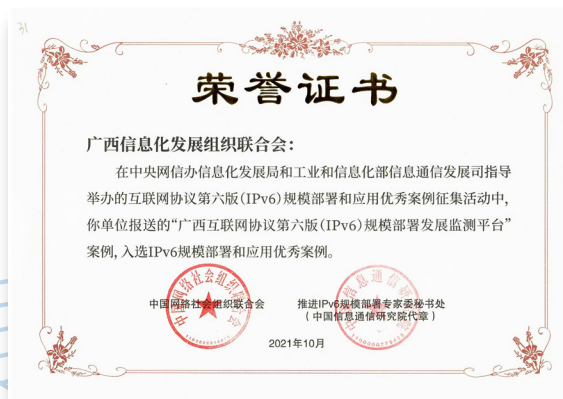 31
荣誉证书
广西信息化发展组织联合会：
在中央网信办信息化发展局和工业和信息化部信息通信发展司指导
举办的互联网协议第六版(IPv6)规模部署和应用优秀案例征集活动中,
你单位报送的“广西互联网协议第六版(IPv6)规模部署发展监测平台”
案例, 入选IPv6规模部署和应用优秀案例。
中国网络社会组织联合会
推进IPv6规模部署专家委秘书处
（中国信息通信研究院代章）
2021年10月